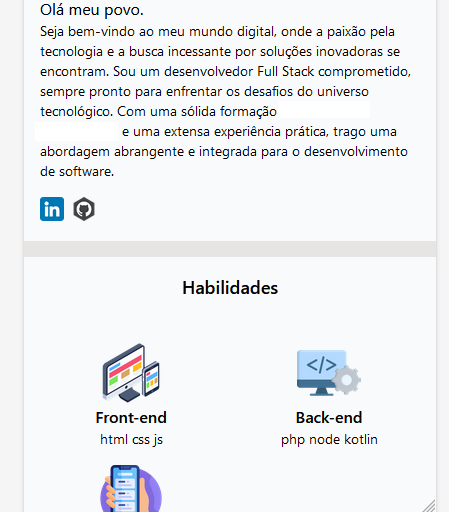 Olá meu povo.
Seja bem-vindo ao meu mundo digital, onde a paixão pela
tecnologia e a busca incessante por soluções inovadoras se
encontram. Sou um desenvolvedor Full Stack comprometido,
sempre pronto para enfrentar os desafios do universo
tecnológico. Com uma sólida formação
e uma extensa experiência prática, trago uma
abordagem abrangente e integrada para o desenvolvimento
de software.
in
Habilidades
</>
Front-end
Back-end
html css js
php node kotlin